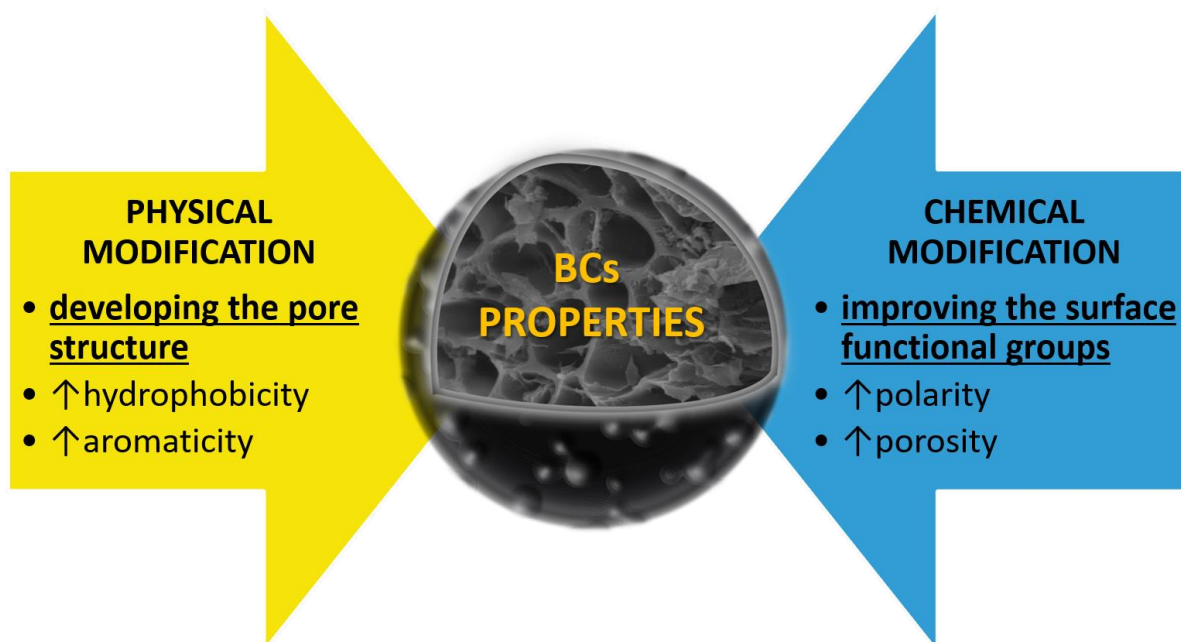 PHYSICAL
MODIFICATION
• developing the pore
structure
• ↑hydrophobicity
• ↑aromaticity
BCs
PROPERTIES
CHEMICAL
MODIFICATION
• improving the surface
functional groups
• ↑polarity
• ↑porosity